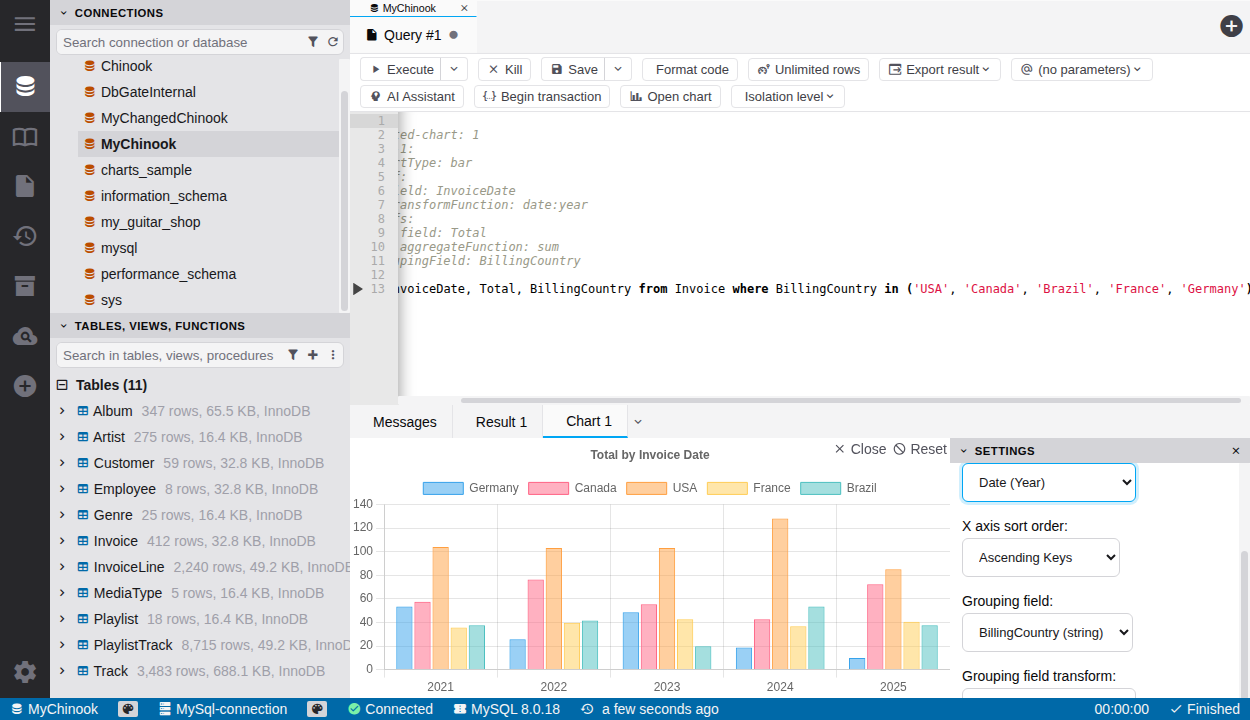 CONNECTIONS
Search connection or database
Chinook
DbGateInternal
MyChangedChinook
MyChinook
charts_sample
information_schema
my_guitar_shop
mysql
performance_schema
sys
TABLES, VIEWS, FUNCTIONS
Search in tables, views, procedures
Tables (11)
Album 347 rows, 65.5 KB, InnoDB
Artist 275 rows, 16.4 KB, InnoDB
Customer 59 rows, 32.8 KB, InnoDB
Employee 8 rows, 32.8 KB, InnoDB
Genre 25 rows, 16.4 KB, InnoDB
Invoice 412 rows, 32.8 KB, InnoDB
InvoiceLine 2,240 rows, 49.2 KB, InnoDB
MediaType 5 rows, 16.4 KB, InnoDB
Playlist 18 rows, 16.4 KB, InnoDB
PlaylistTrack 8,715 rows, 49.2 KB, InnoD
Track 3,483 rows, 688.1 KB, InnoDB
MyChinook
Query #1
Execute Kill Save Format code Unlimited rows Export result @ (no parameters)
AI Assistant Begin transaction Open chart Isolation level
1
2 ed-chart: 1
3 1:
4 tType: bar
5 :
6 eld: InvoiceDate
7 ansformFunction: date:year
8 fs:
9 field: Total
10 aggregateFunction: sum
11 pingField: BillingCountry
12
13 voiceDate, Total, BillingCountry from Invoice where BillingCountry in ('USA', 'Canada', 'Brazil', 'France', 'Germany')
Messages Result 1 Chart 1
Close Reset
Total by Invoice Date
Germany Canada USA France Brazil
140
120
100
80
60
40
20
0
2021 2022 2023 2024 2025
SETTINGS
Date (Year)
X axis sort order:
Ascending Keys
Grouping field:
BillingCountry (string)
Grouping field transform:
MyChinook MySql-connection Connected MySQL 8.0.18 a few seconds ago 00:00:00 Finished